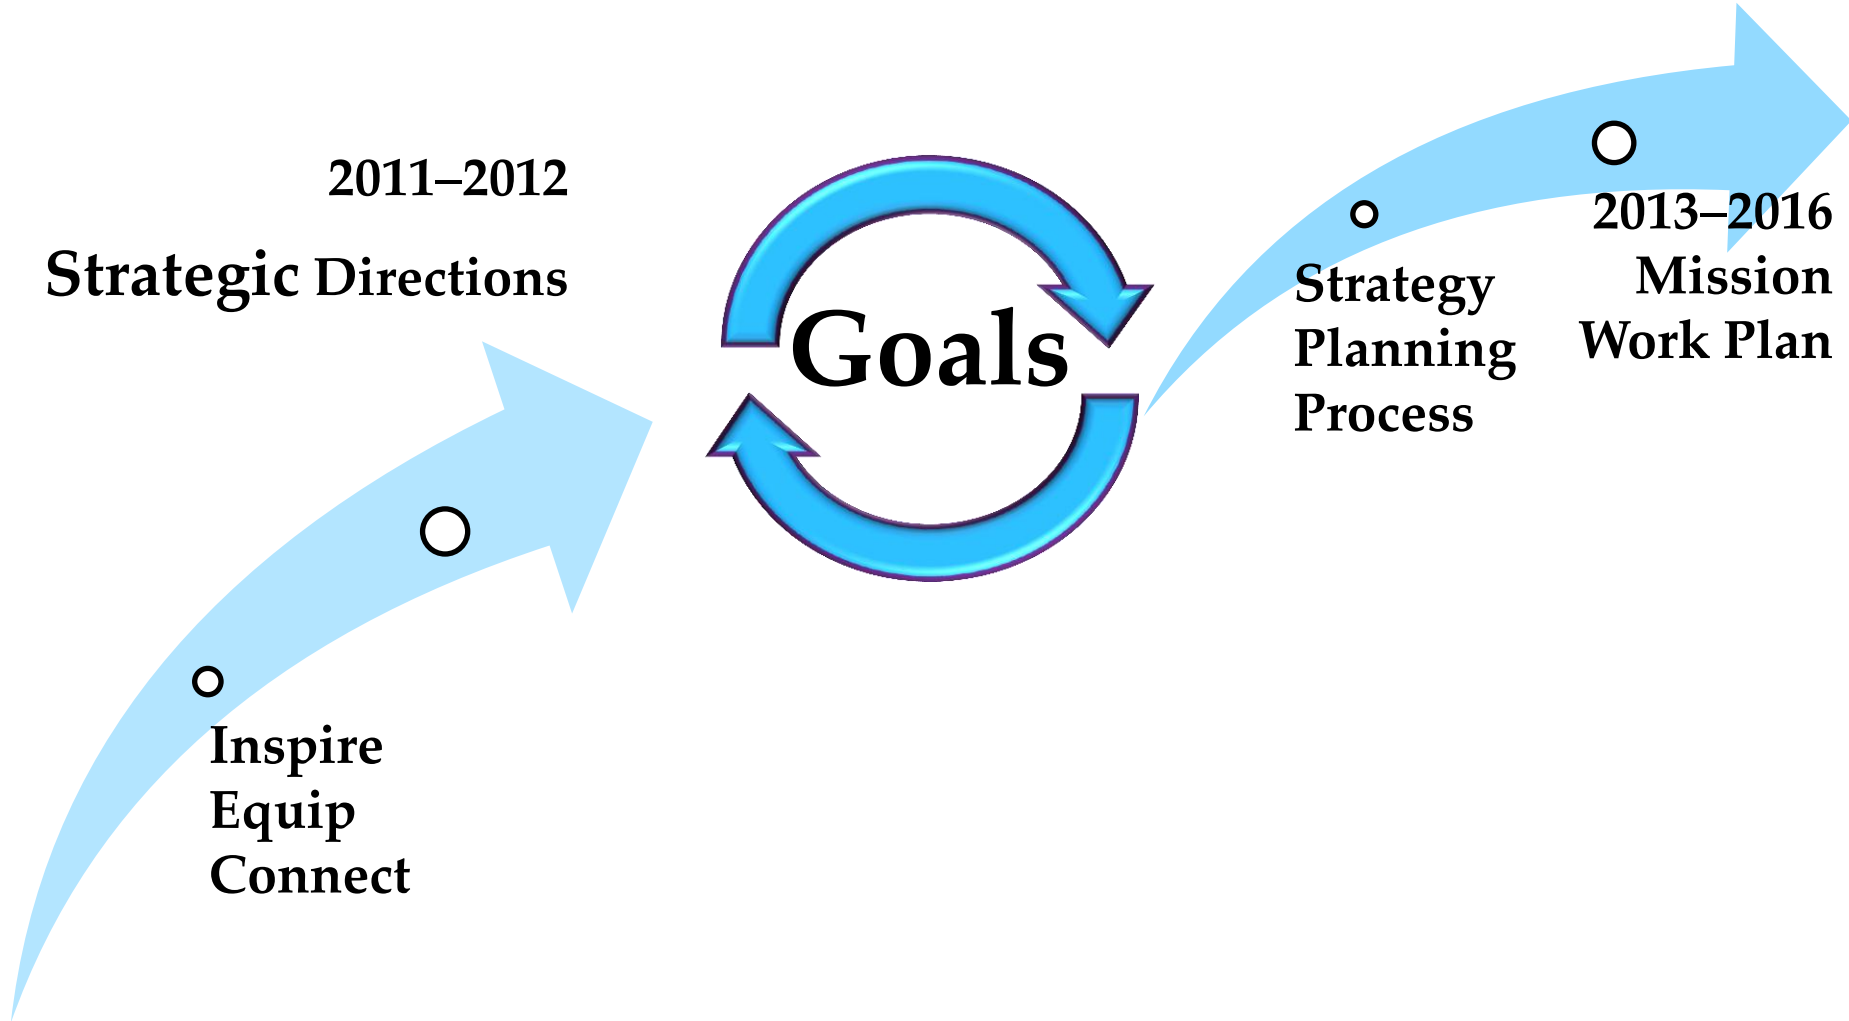 2011–2012
Strategic Directions
Inspire
Equip
Connect
Goals
Strategy
Planning
Process
2013–2016
Mission
Work Plan